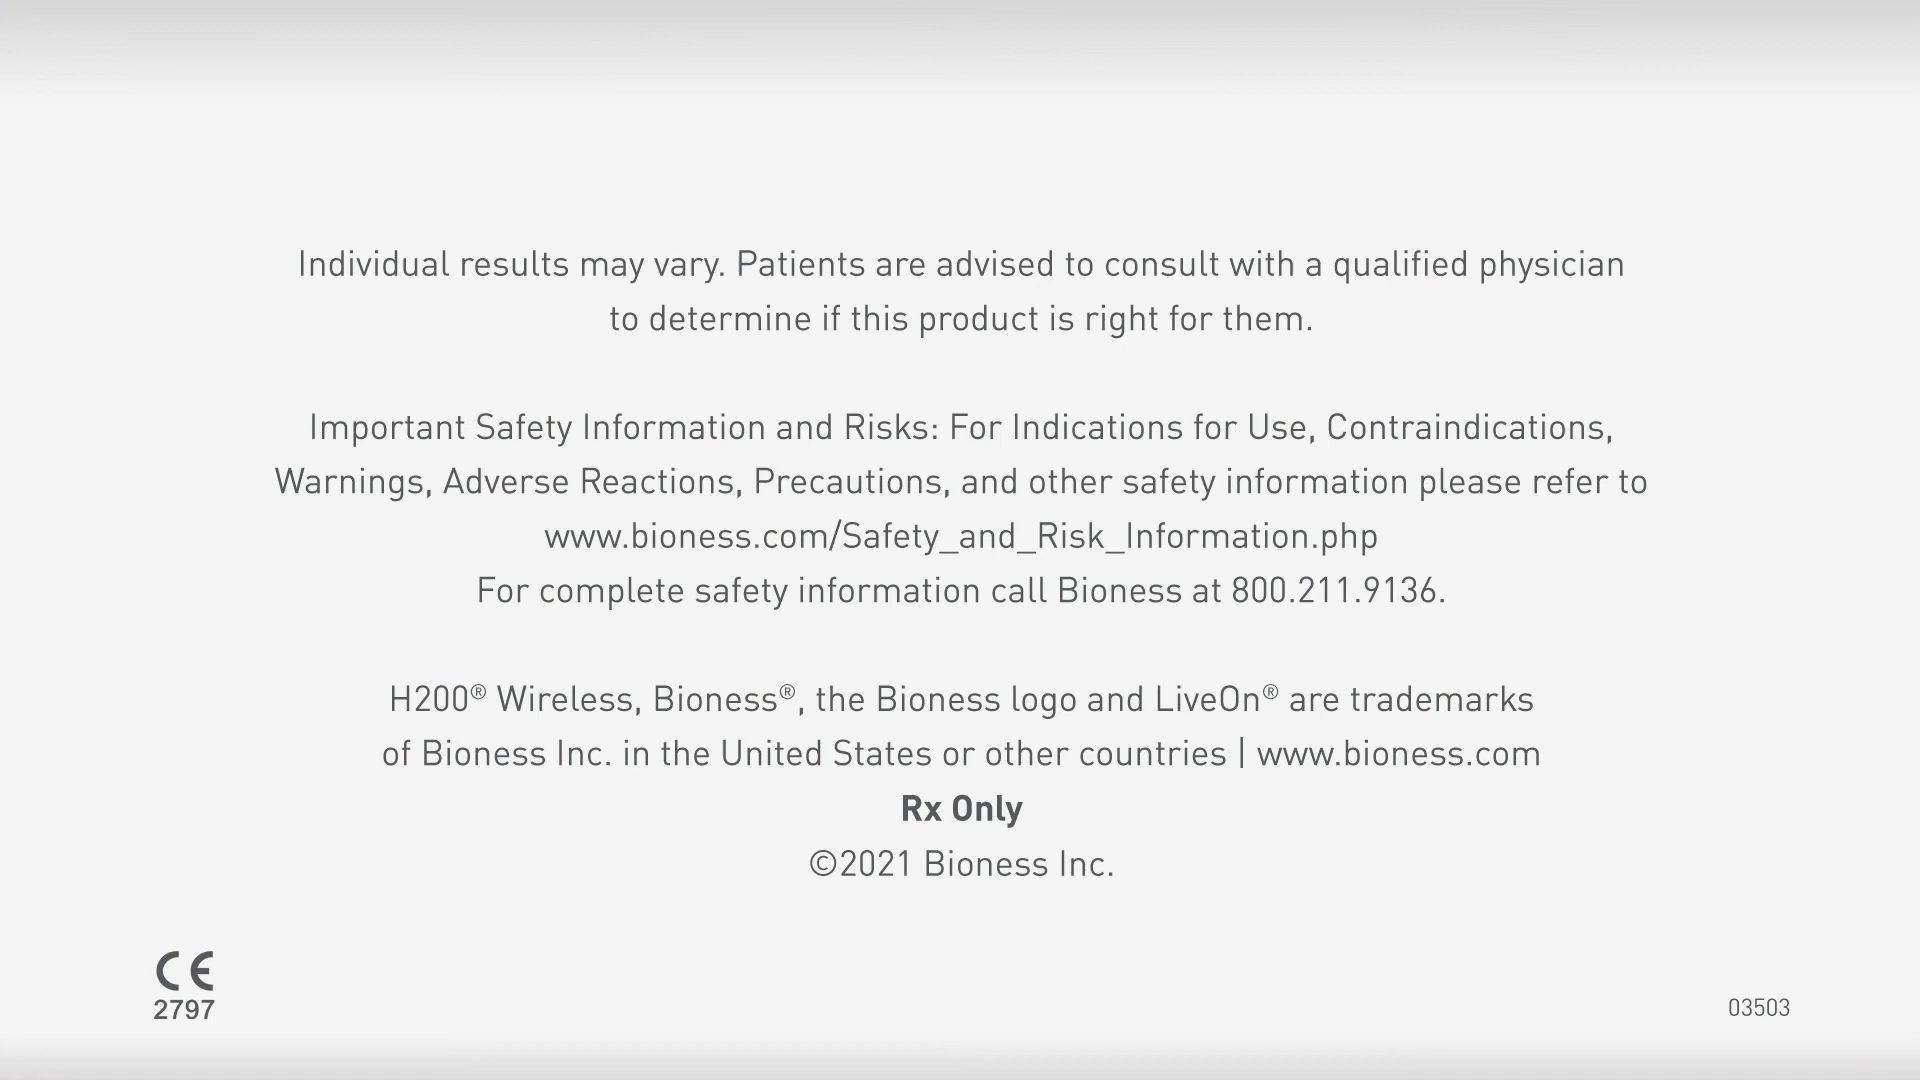 Individual results may vary. Patients are advised to consult with a qualified physician
to determine if this product is right for them.
Important Safety Information and Risks: For Indications for Use, Contraindications,
Warnings, Adverse Reactions, Precautions, and other safety information please refer to
www.bioness.com/Safety_and_Risk_Information.php
For complete safety information call Bioness at 800.211.9136.
H200® Wireless, Bioness®, the Bioness logo and LiveOn® are trademarks
of Bioness Inc. in the United States or other countries | www.bioness.com
Rx Only
©2021 Bioness Inc.
CE
2797
03503